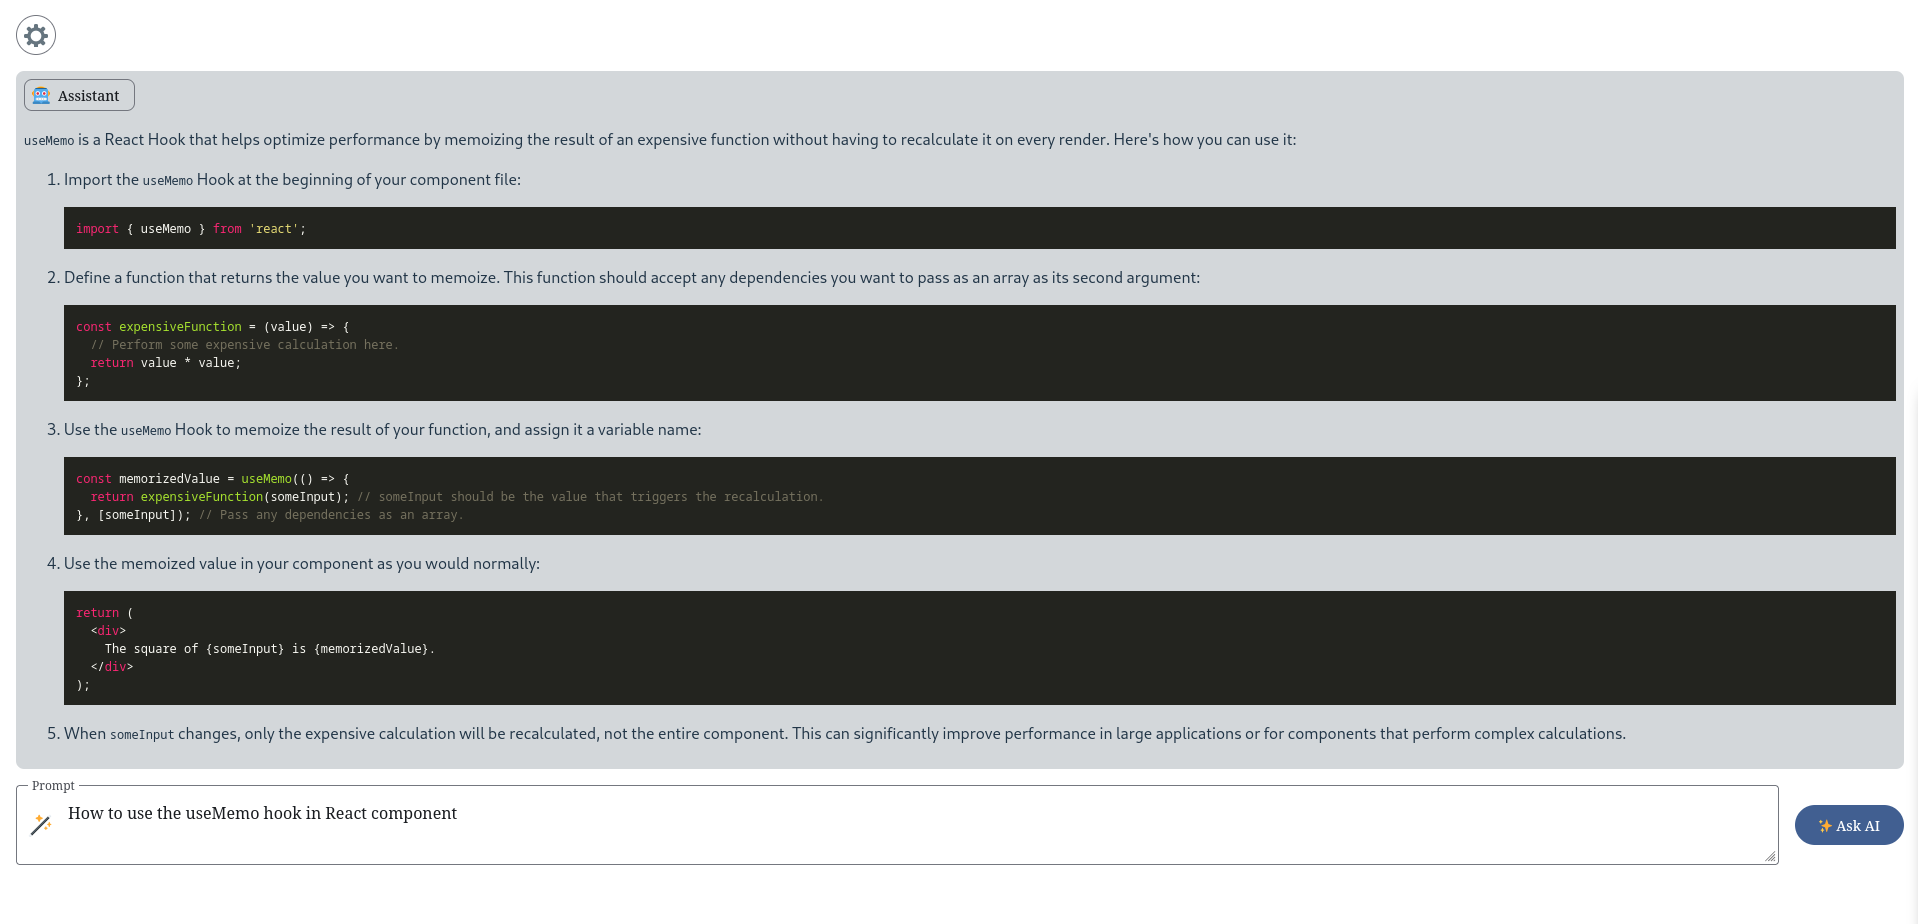 Assistant
useMemo is a React Hook that helps optimize performance by memoizing the result of an expensive function without having to recalculate it on every render. Here's how you can use it:
1. Import the useMemo Hook at the beginning of your component file:
import { useMemo } from 'react';
2. Define a function that returns the value you want to memoize. This function should accept any dependencies you want to pass as an array as its second argument:
const expensiveFunction = (value) => {
  // Perform some expensive calculation here.
  return value * value;
};
3. Use the useMemo Hook to memoize the result of your function, and assign it a variable name:
const memorizedValue = useMemo(() => {
  return expensiveFunction(someInput); // someInput should be the value that triggers the recalculation.
}, [someInput]); // Pass any dependencies as an array.
4. Use the memoized value in your component as you would normally:
return (
  <div>
    The square of {someInput} is {memorizedValue}.
  </div>
);
5. When someInput changes, only the expensive calculation will be recalculated, not the entire component. This can significantly improve performance in large applications or for components that perform complex calculations.
Prompt
How to use the useMemo hook in React component
Ask AI